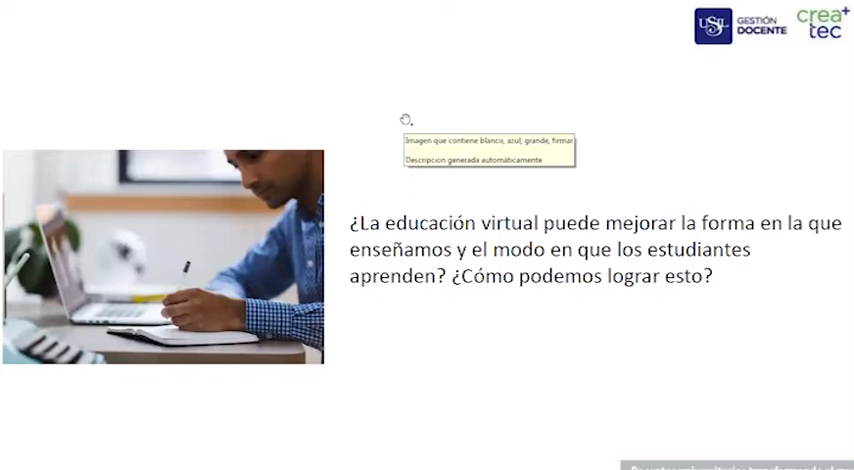 USIL
GESTIÓN
DOCENTE
crea+
tec
Imagen que contiene blanco, azul, grande, firmar
Descripción generada automáticamente
¿La educación virtual puede mejorar la forma en la que
enseñamos y el modo en que los estudiantes
aprenden? ¿Cómo podemos lograr esto?